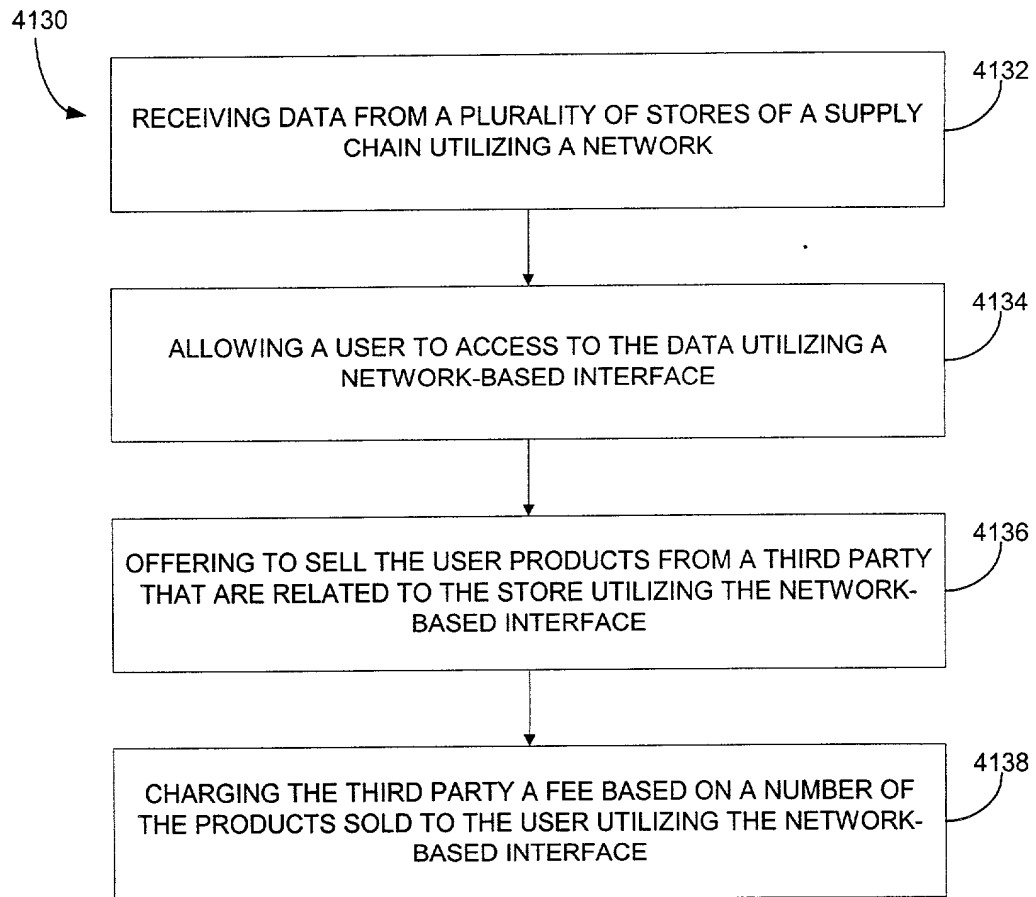 4130
4132
RECEIVING DATA FROM A PLURALITY OF STORES OF A SUPPLY
CHAIN UTILIZING A NETWORK
4134
ALLOWING A USER TO ACCESS TO THE DATA UTILIZING A
NETWORK-BASED INTERFACE
4136
OFFERING TO SELL THE USER PRODUCTS FROM A THIRD PARTY
THAT ARE RELATED TO THE STORE UTILIZING THE NETWORK-
BASED INTERFACE
4138
CHARGING THE THIRD PARTY A FEE BASED ON A NUMBER OF
THE PRODUCTS SOLD TO THE USER UTILIZING THE NETWORK-
BASED INTERFACE